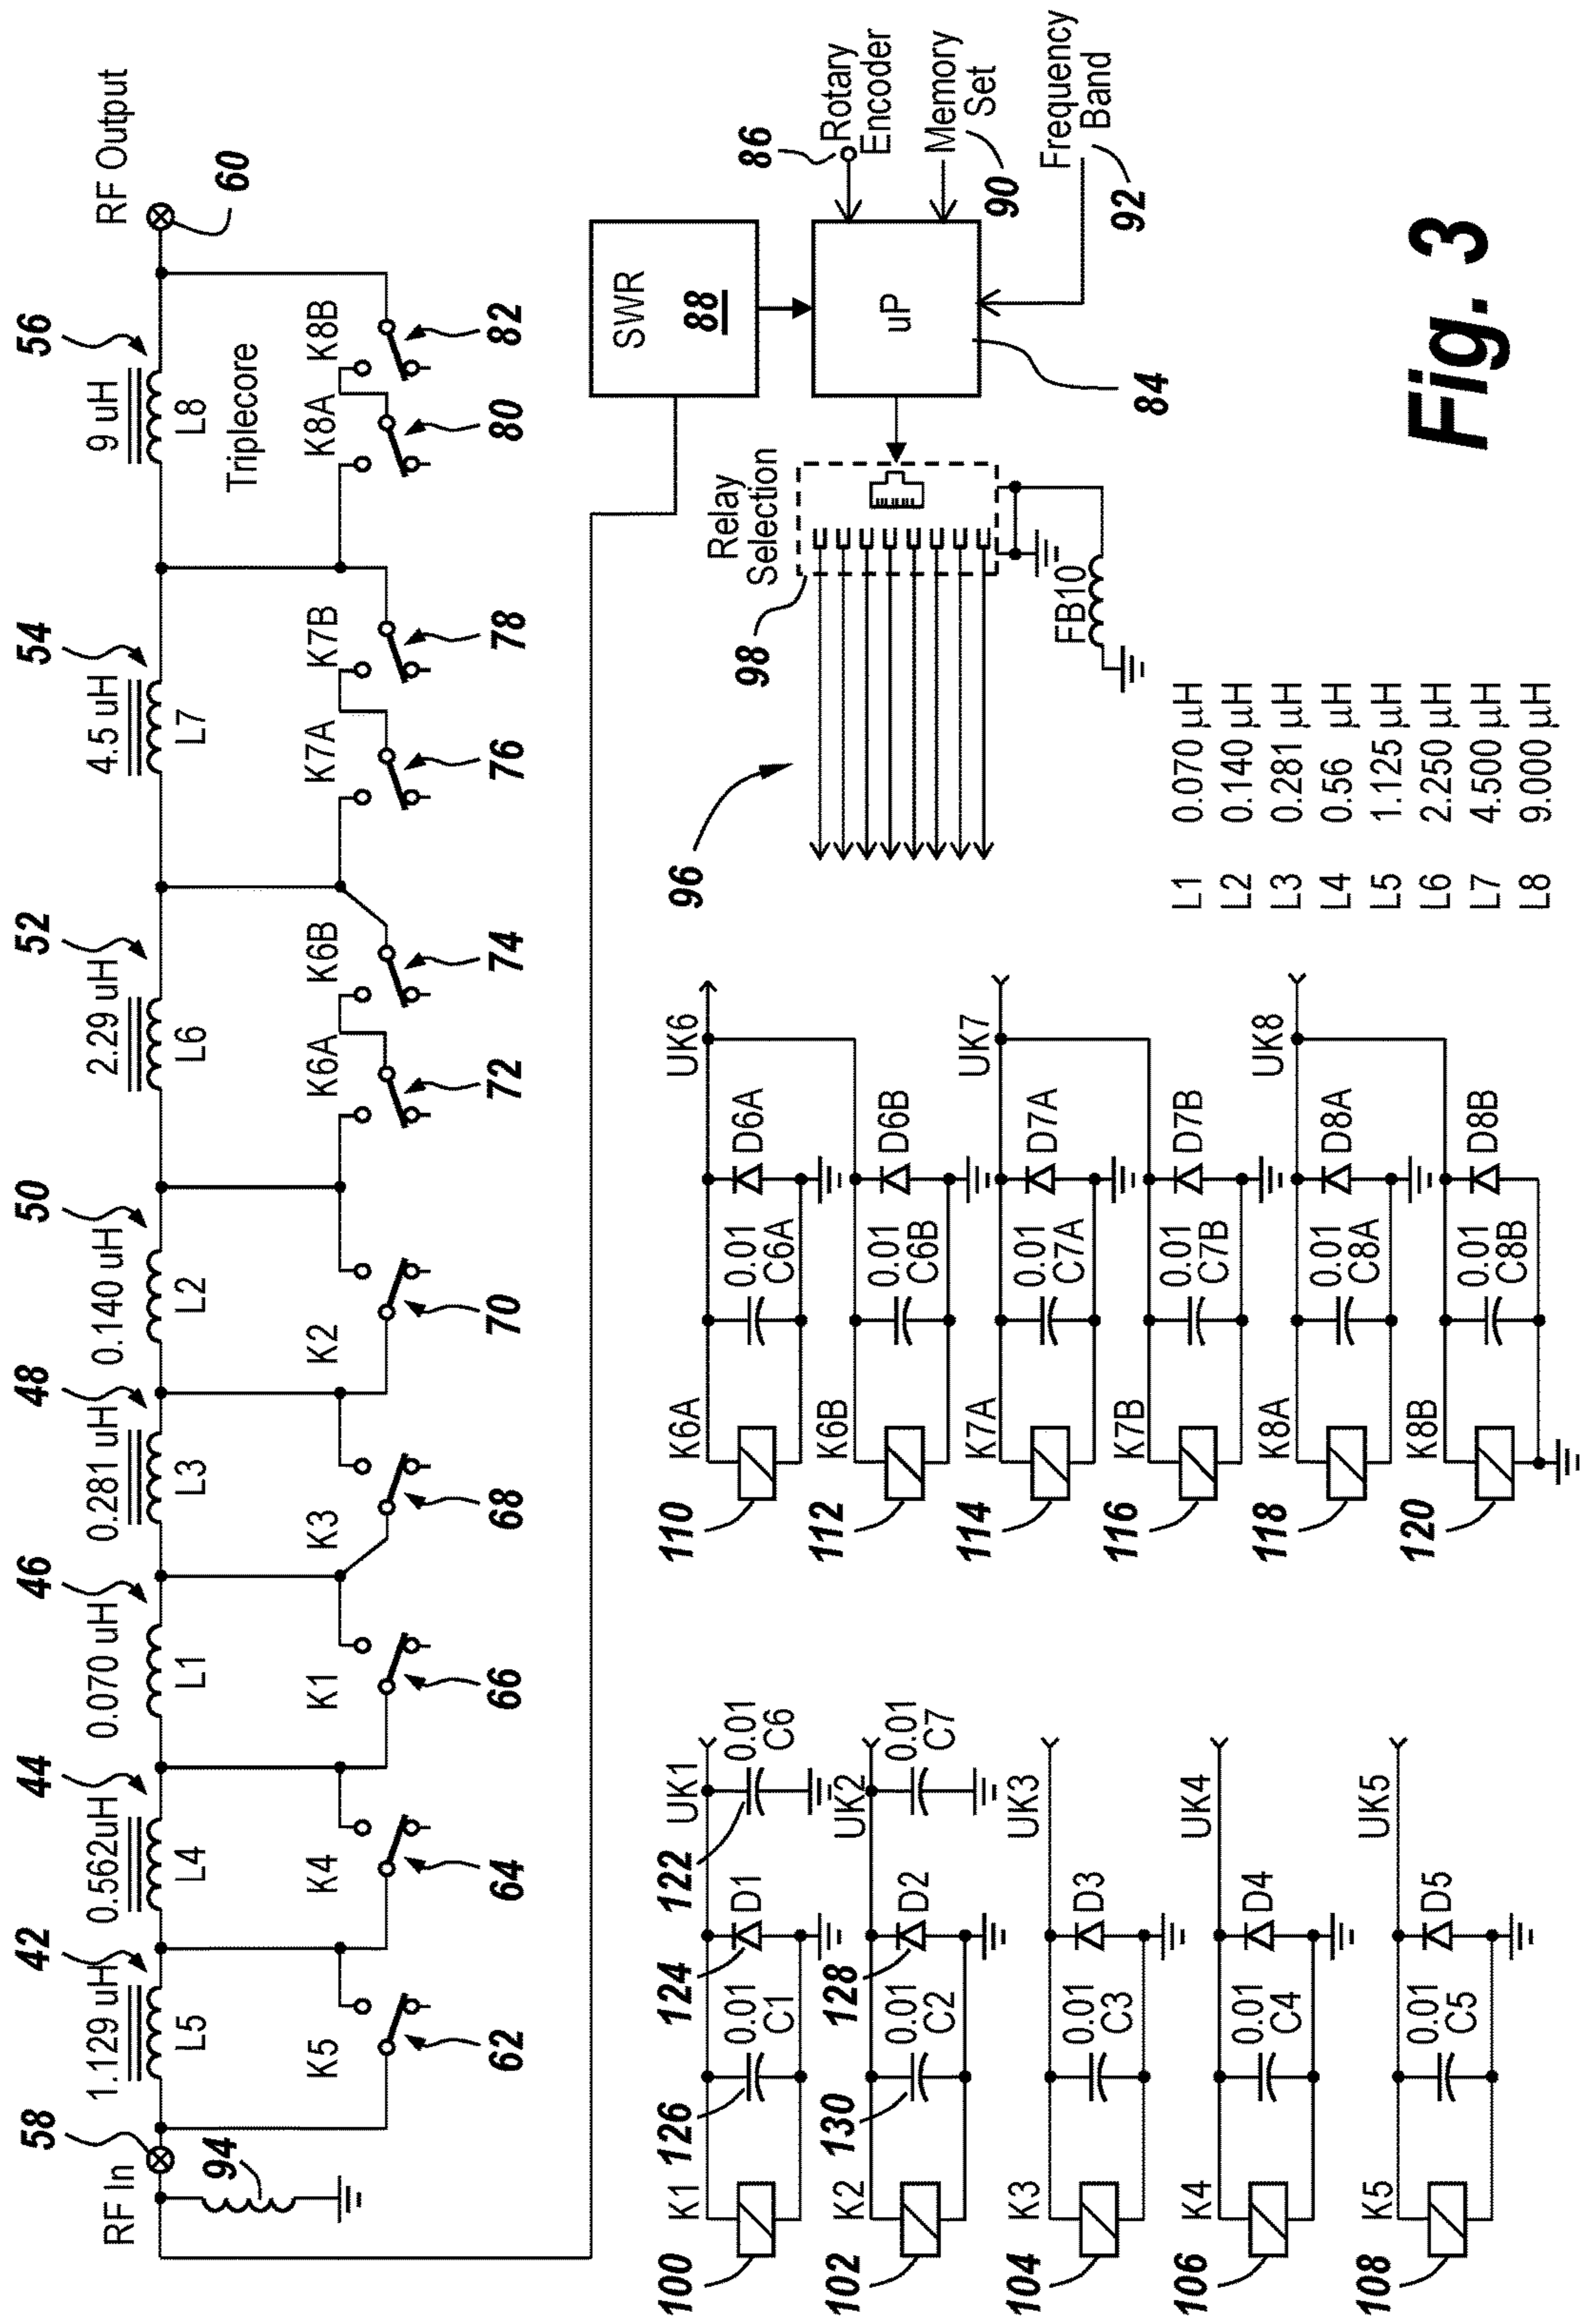 RF In
58
94
1.129 uH
42
L5
K5
62
0.562uH
44
L4
K4
64
0.070 uH
46
L1
K1
66
0.281 uH
48
L3
K3
68
0.140 uH
50
L2
K2
70
2.29 uH
52
L6
K6A
K6B
72
74
4.5 uH
54
L7
K7A
K7B
76
78
9 uH
56
L8
Triplecore
K8A
K8B
80
82
RF Output
60
SWR
88
uP
84
86
Rotary
Encoder
90
Memory
Set
92
Frequency
Band
Relay
Selection
98
96
FB10
100
K1
126
0.01
C1
124
D1
122
UK1
0.01
C6
102
K2
130
0.01
C2
128
D2
UK2
0.01
C7
104
K3
0.01
C3
D3
UK3
106
K4
0.01
C4
D4
UK4
108
K5
0.01
C5
D5
UK5
110
K6A
0.01
C6A
D6A
UK6
112
K6B
0.01
C6B
D6B
114
K7A
0.01
C7A
D7A
UK7
116
K7B
0.01
C7B
D7B
118
K8A
0.01
C8A
D8A
UK8
120
K8B
0.01
C8B
D8B
L1 0.070 µH
L2 0.140 µH
L3 0.281 µH
L4 0.56 µH
L5 1.125 µH
L6 2.250 µH
L7 4.500 µH
L8 9.000 µH
Fig. 3